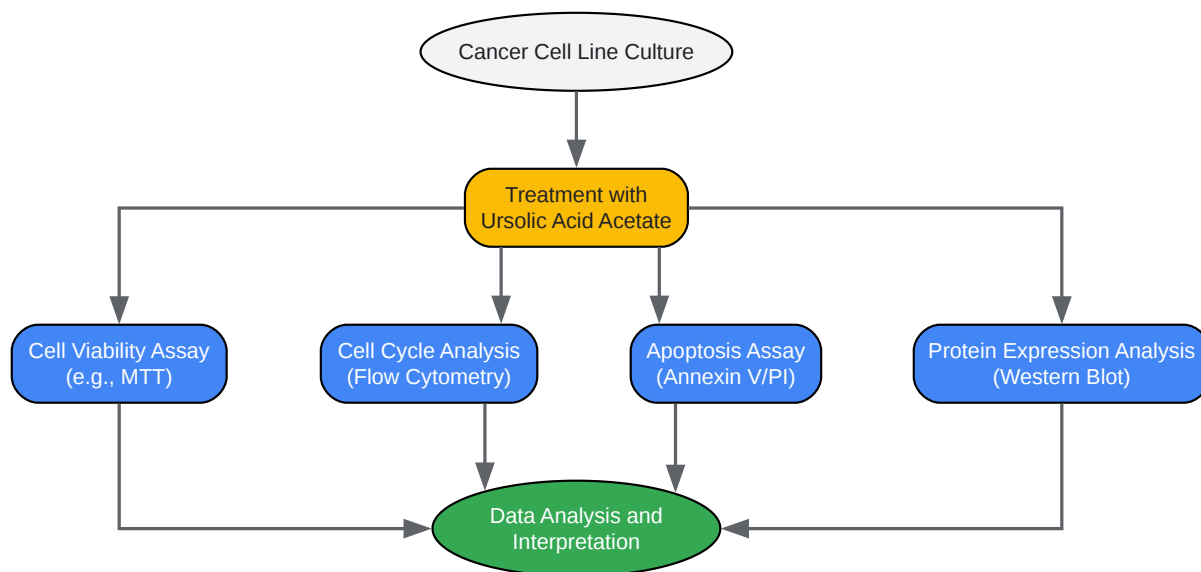 Cancer Cell Line Culture
Treatment with
Ursolic Acid Acetate
Cell Viability Assay
(e.g., MTT)
Cell Cycle Analysis
(Flow Cytometry)
Apoptosis Assay
(Annexin V/PI)
Protein Expression Analysis
(Western Blot)
Data Analysis and
Interpretation